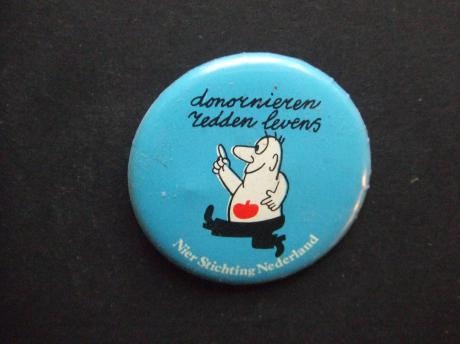 donornieren
redden levens
Nier Stichting Nederland